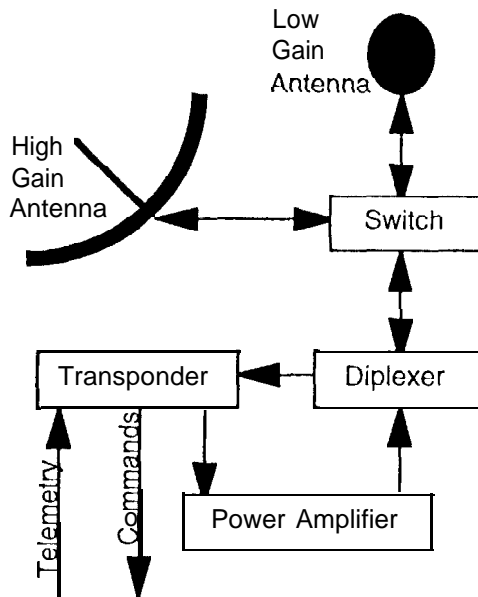 Low
Gain
Antenna
High
Gain
Antenna
Switch
Transponder
Diplexer
Telemetry
Commands
Power Amplifier